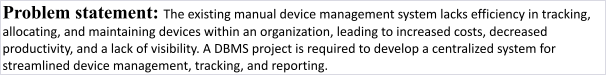 Problem statement: The existing manual device management system lacks efficiency in tracking,
allocating, and maintaining devices within an organization, leading to increased costs, decreased
productivity, and a lack of visibility. A DBMS project is required to develop a centralized system for
streamlined device management, tracking, and reporting.